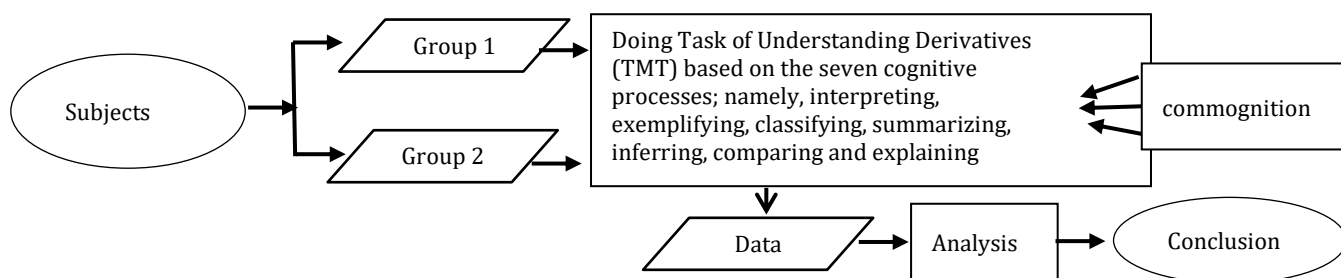 Subjects
Group 1
Group 2
Doing Task of Understanding Derivatives
(TMT) based on the seven cognitive
processes; namely, interpreting,
exemplifying, classifying, summarizing,
inferring, comparing and explaining
commognition
Data
Analysis
Conclusion